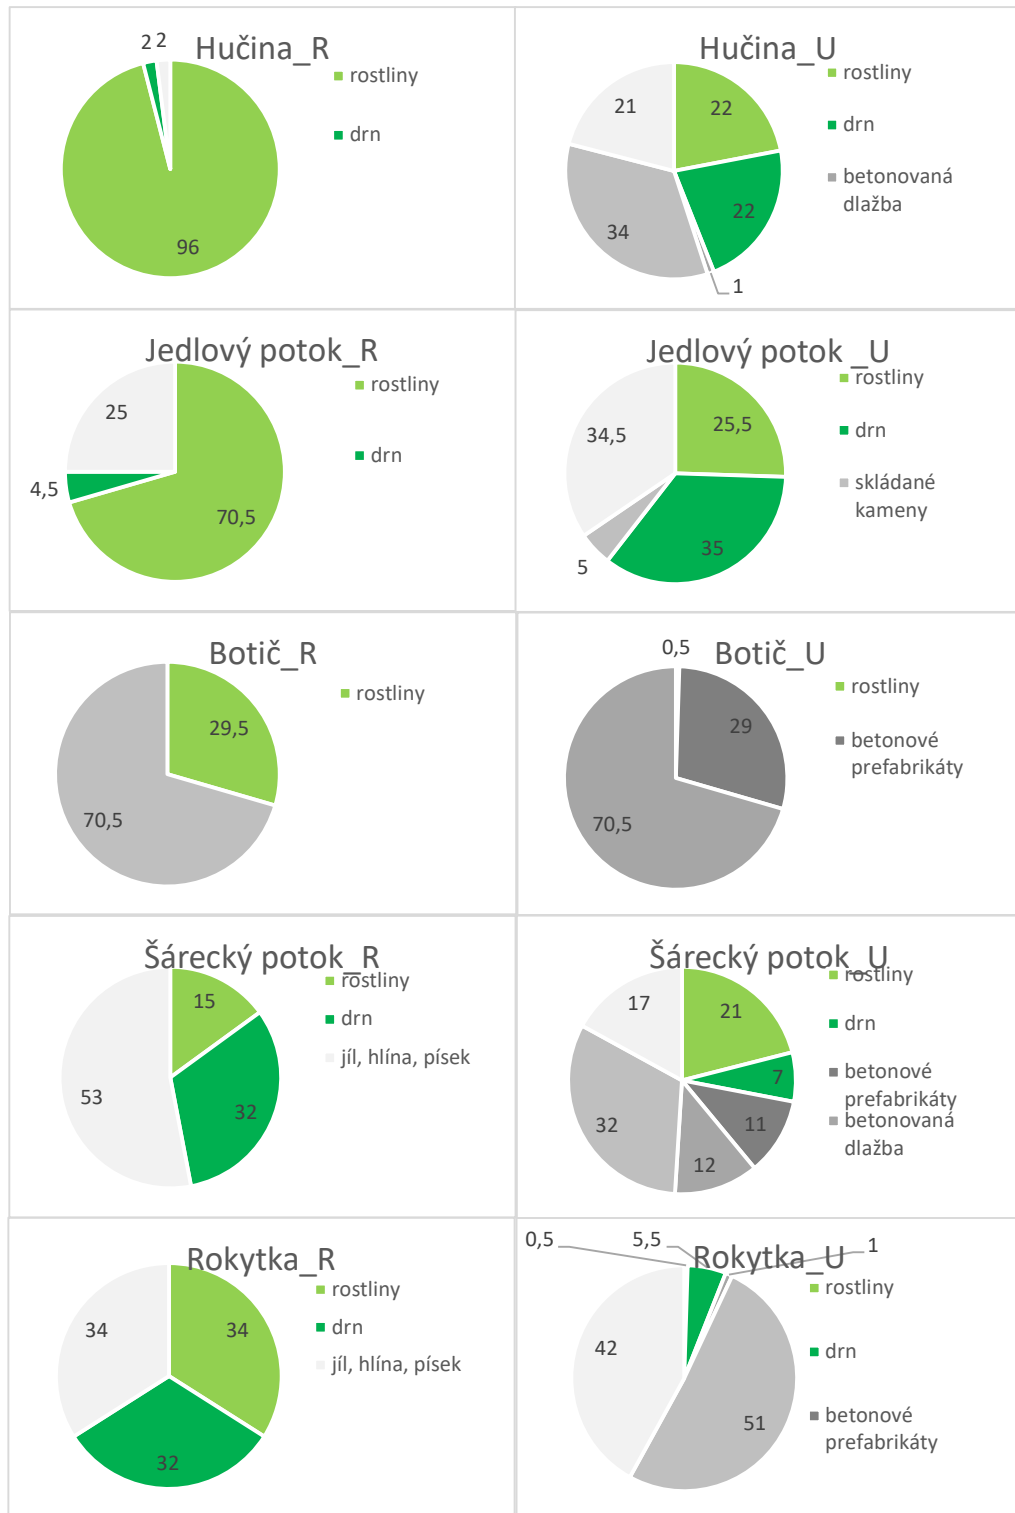 Hučina_R
2 2
rostliny
drn
96
Hučina_U
rostliny
drn
betonovaná
dlažba
21
22
22
34
1
Jedlový potok_R
rostliny
drn
25
4,5
70,5
Jedlový potok _U
rostliny
drn
skládané
kameny
34,5
25,5
35
5
Botič_R
rostliny
29,5
70,5
Botič_U
0,5
rostliny
betonové
prefabrikáty
29
70,5
Šárecký potok_R
rostliny
drn
jíl, hlína, písek
15
53
32
Šárecký potok_U
rostliny
drn
betonové
prefabrikáty
betonovaná
dlažba
17
21
7
11
12
32
Rokytka_R
rostliny
drn
jíl, hlína, písek
34
34
32
Rokytka_U
0,5
5,5
1
rostliny
drn
betonové
prefabrikáty
42
51